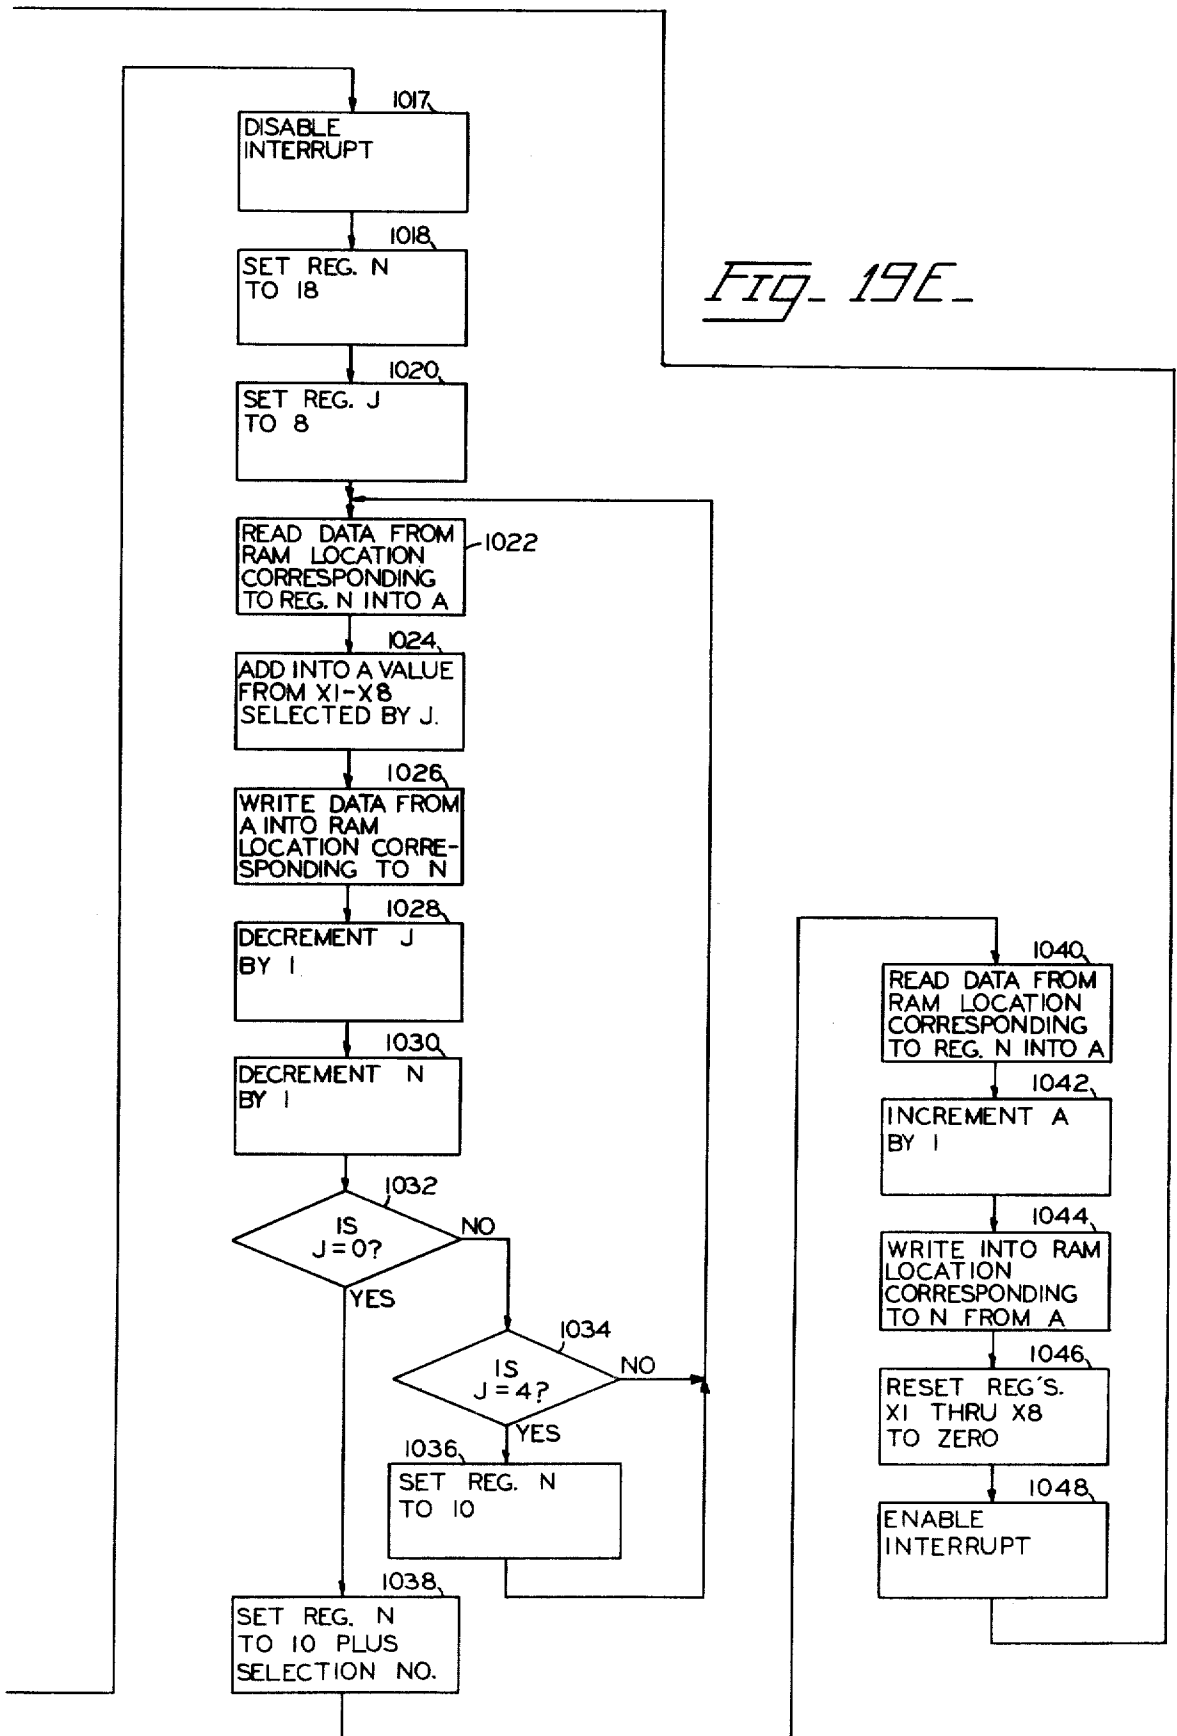 1017
DISABLE
INTERRUPT
1018
SET REG. N
TO 18
Fig. 19E.
1020
SET REG. J
TO 8
READ DATA FROM
RAM LOCATION
CORRESPONDING
TO REG. N INTO A
1022
1024
ADD INTO A VALUE
FROM X1-X8
SELECTED BY J.
1026
WRITE DATA FROM
A INTO RAM
LOCATION CORRE-
SPONDING TO N
1028
DECREMENT J
BY 1
1030
DECREMENT N
BY 1
1032
IS
J=0?
NO
YES
1034
IS
J=4?
NO
YES
1036
SET REG. N
TO 10
1038
SET REG. N
TO 10 PLUS
SELECTION NO.
1040
READ DATA FROM
RAM LOCATION
CORRESPONDING
TO REG. N INTO A
1042
INCREMENT A
BY 1
1044
WRITE INTO RAM
LOCATION
CORRESPONDING
TO N FROM A
1046
RESET REG'S.
X1 THRU X8
TO ZERO
1048
ENABLE
INTERRUPT